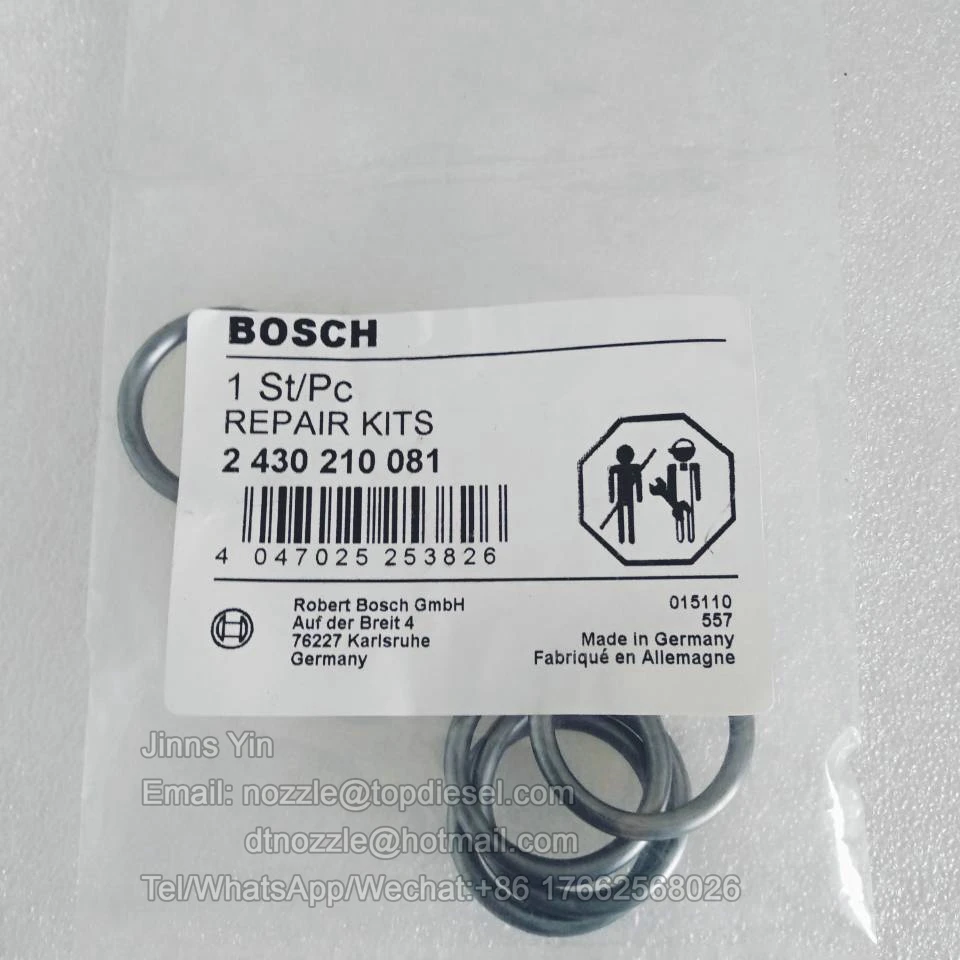 BOSCH
1 St/Pc
REPAIR KITS
2 430 210 081
4 047025 253826
Robert Bosch GmbH
Auf der Breit 4
76227 Karlsruhe
Germany
015110
557
Made in Germany
Fabriqué en Allemagne
Jinns Yin
Email: nozzle@topdiesel.com
dtnozzle@hotmail.com
Tel/WhatsApp/Wechat:+86 17662568026